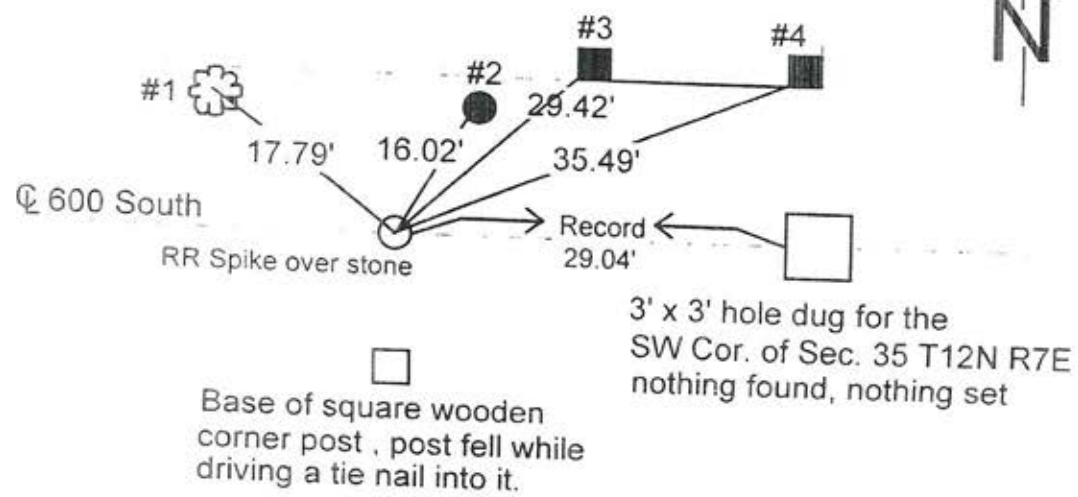 N
#3
#4
#2
#1
29.42'
17.79'
16.02'
35.49'
℄ 600 South
Record
29.04'
RR Spike over stone
3' x 3' hole dug for the
SW Cor. of Sec. 35 T12N R7E
nothing found, nothing set
Base of square wooden
corner post , post fell while
driving a tie nail into it.